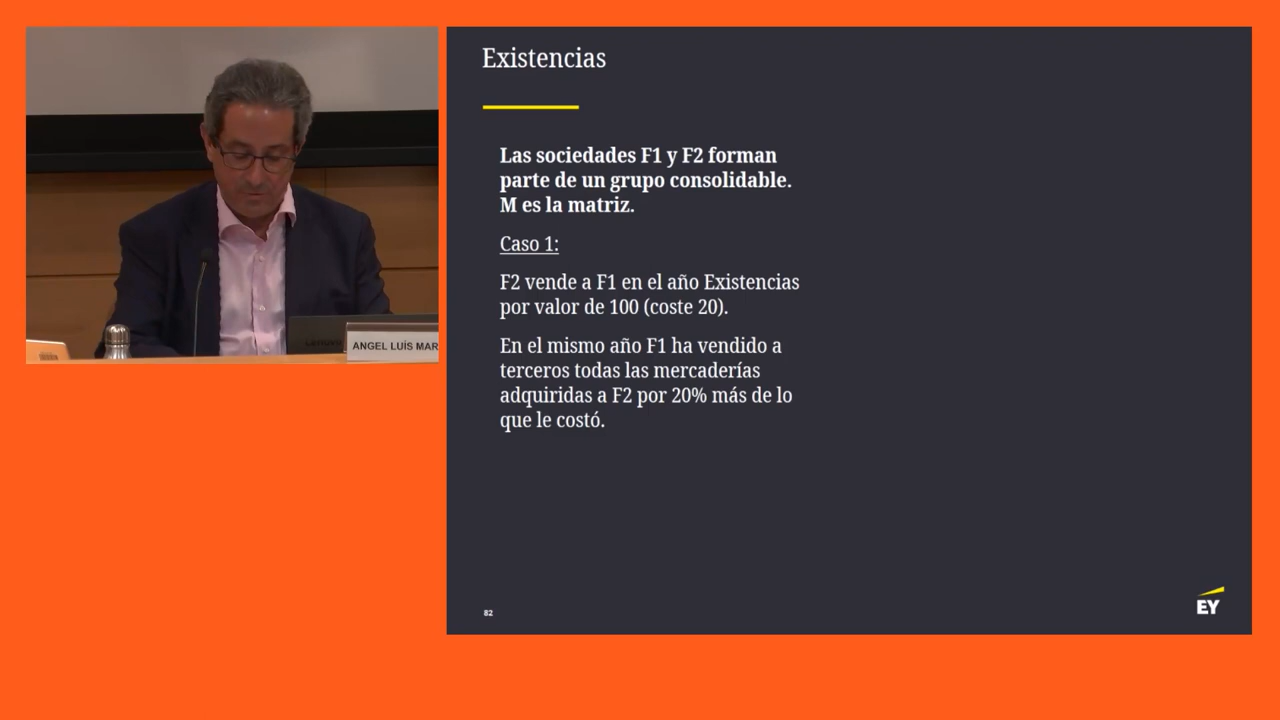 Existencias
Las sociedades F1 y F2 forman
parte de un grupo consolidable.
M es la matriz.
Caso 1:
F2 vende a F1 en el año Existencias
por valor de 100 (coste 20).
En el mismo año F1 ha vendido a
terceros todas las mercaderías
adquiridas a F2 por 20% más de lo
que le costó.
82
EY
ANGEL LUÍS MAR